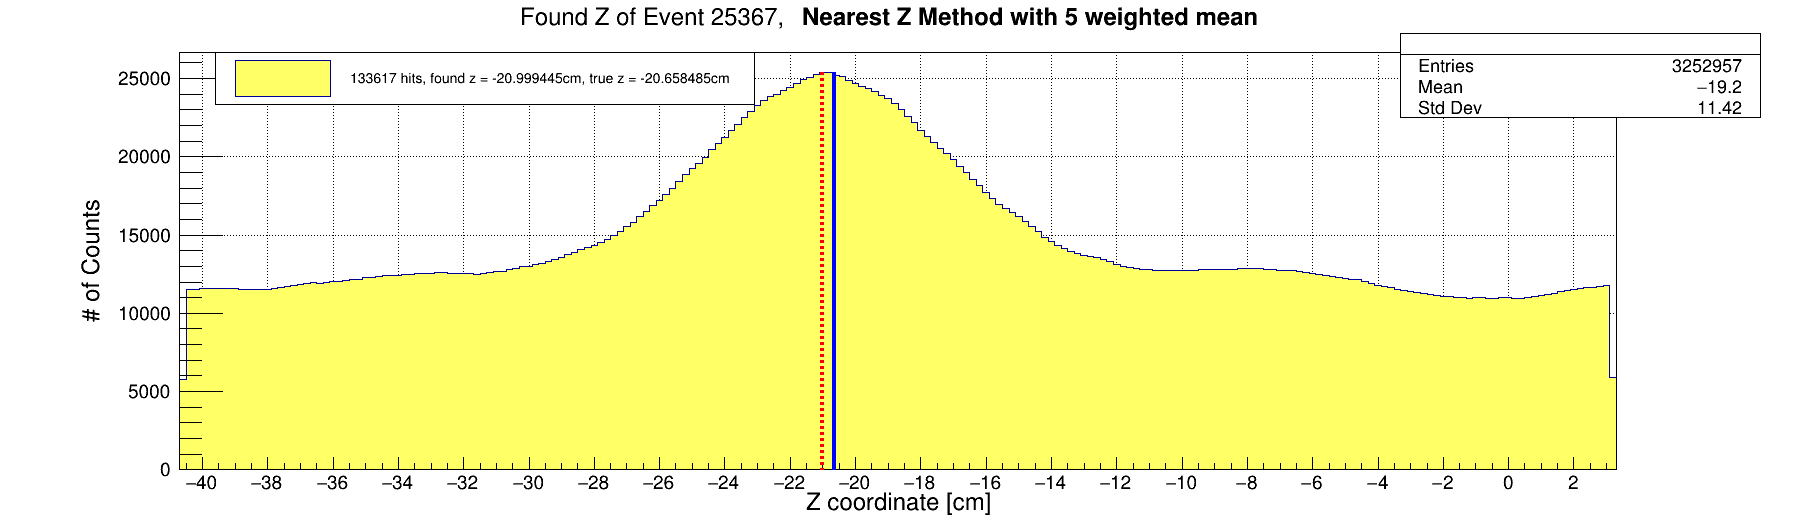 Found Z of Event 25367, Nearest Z Method with 5 weighted mean
133617 hits, found z = -20.999445cm, true z = -20.658485cm
Entries 3252957
Mean −19.2
Std Dev 11.42
# of Counts
25000
20000
15000
10000
5000
0
−40 −38 −36 −34 −32 −30 −28 −26 −24 −22 −20 −18 −16 −14 −12 −10 −8 −6 −4 −2 0 2
Z coordinate [cm]